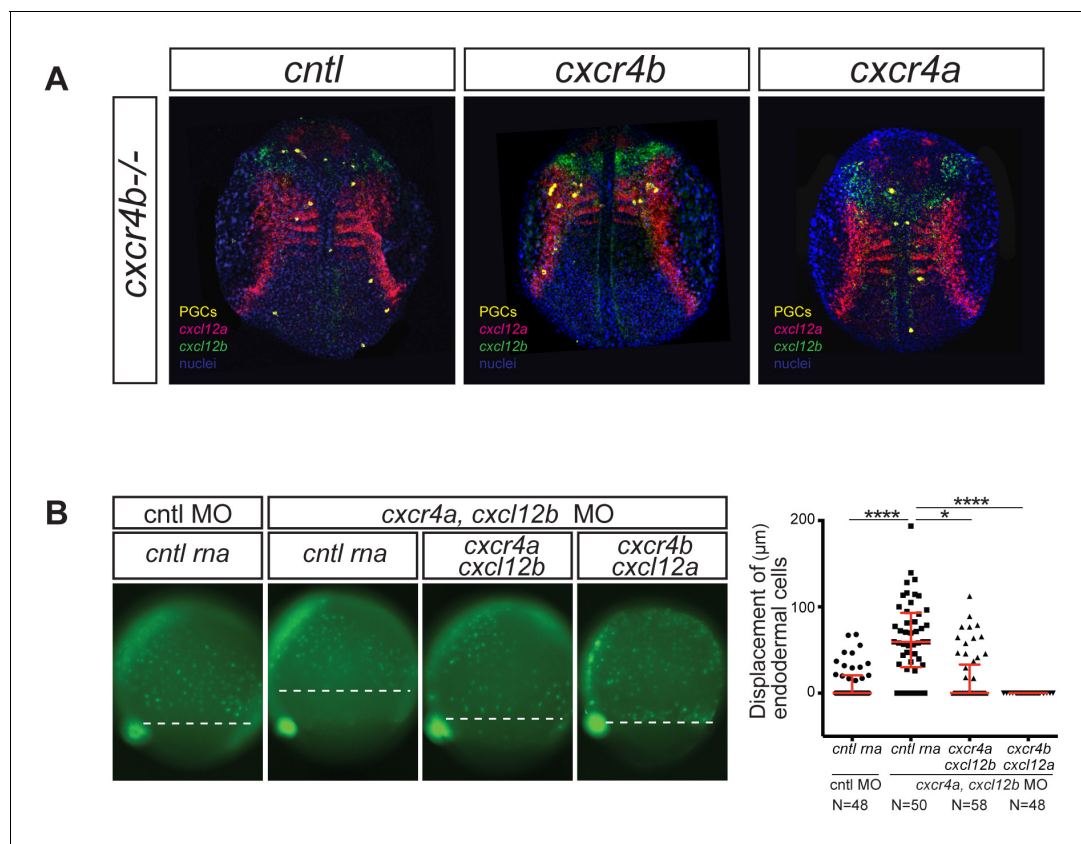 A
cntl
cxcr4b
cxcr4a
cxcr4b-/-
PGCs
cxcl12a
cxcl12b
nuclei
PGCs
cxcl12a
cxcl12b
nuclei
PGCs
cxcl12a
cxcl12b
nuclei
B
cntl MO
cxcr4a, cxcl12b MO
cntl rna
cntl rna
cxcr4a
cxcl12b
cxcr4b
cxcl12a
Displacement of (μm)
endodermal cells
200
100
0
****
*
****
cntl rna
cntl rna
cxcr4a
cxcl12b
cxcr4b
cxcl12a
cntl MO
cxcr4a, cxcl12b MO
N=48
N=50
N=58
N=48